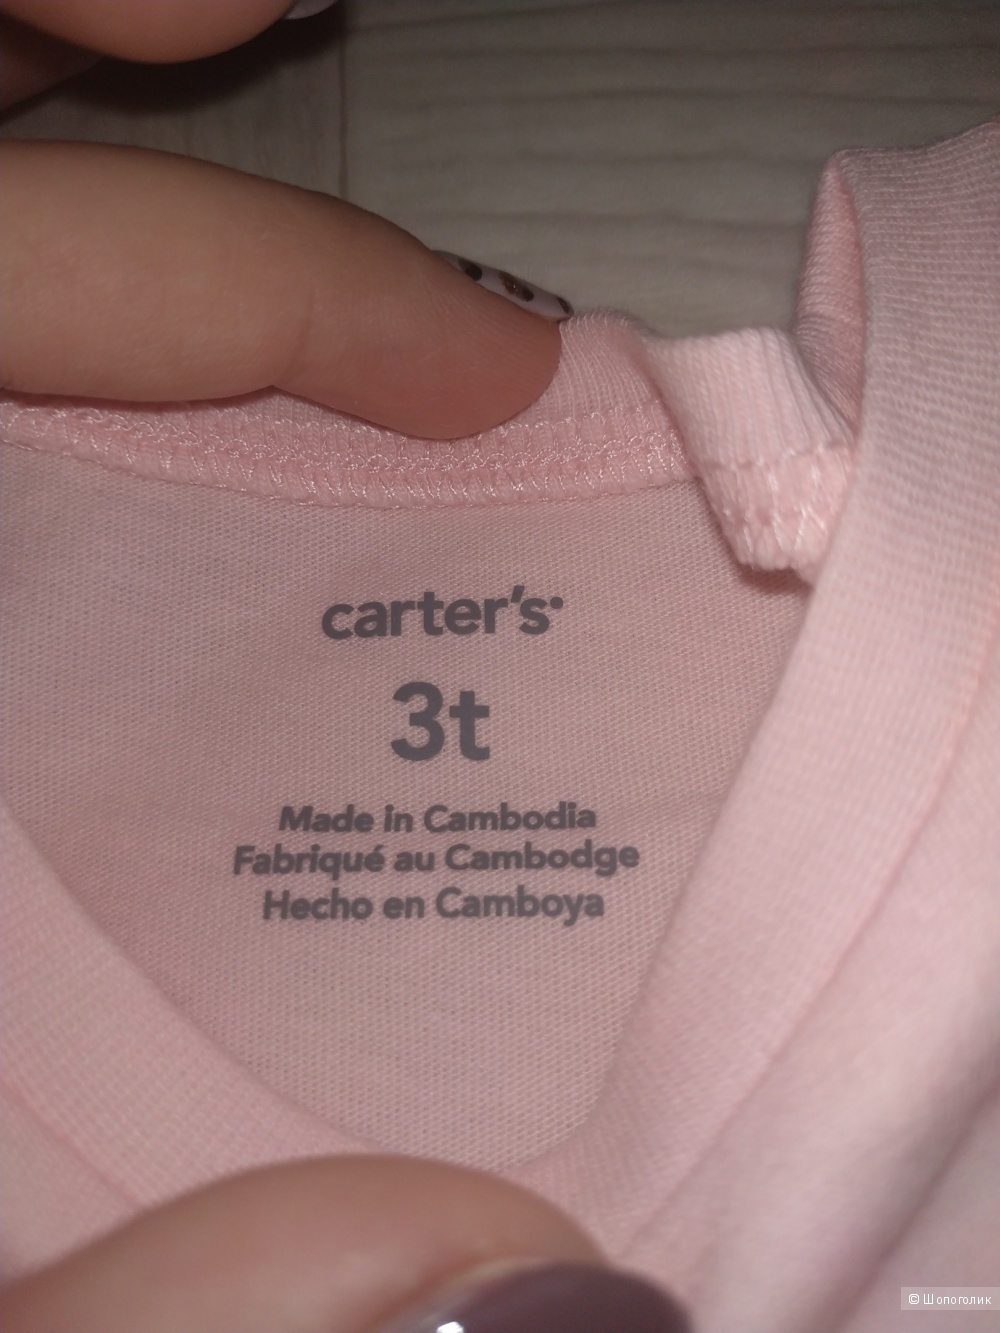 carter's
3t
Made in Cambodia
Fabriqué au Cambodge
Hecho en Camboya
© Шопоголик